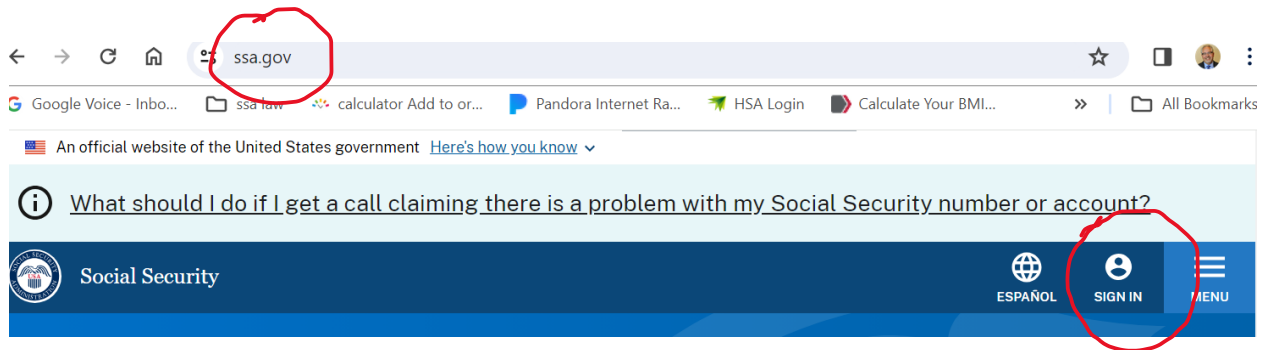 ssa.gov
Google Voice - Inbo... ssa law calculator Add to or... Pandora Internet Ra... HSA Login Calculate Your BMI... » All Bookmarks
An official website of the United States government Here's how you know
What should I do if I get a call claiming there is a problem with my Social Security number or account?
Social Security
USA
ESPAÑOL SIGN IN MENU